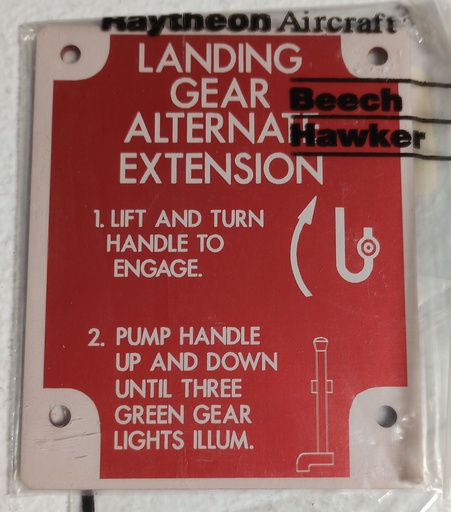 Raytheon Aircraft
LANDING
GEAR
Beech
ALTERNATE
Hawker
EXTENSION
1. LIFT AND TURN
HANDLE TO
ENGAGE.
2. PUMP HANDLE
UP AND DOWN
UNTIL THREE
GREEN GEAR
LIGHTS ILLUM.